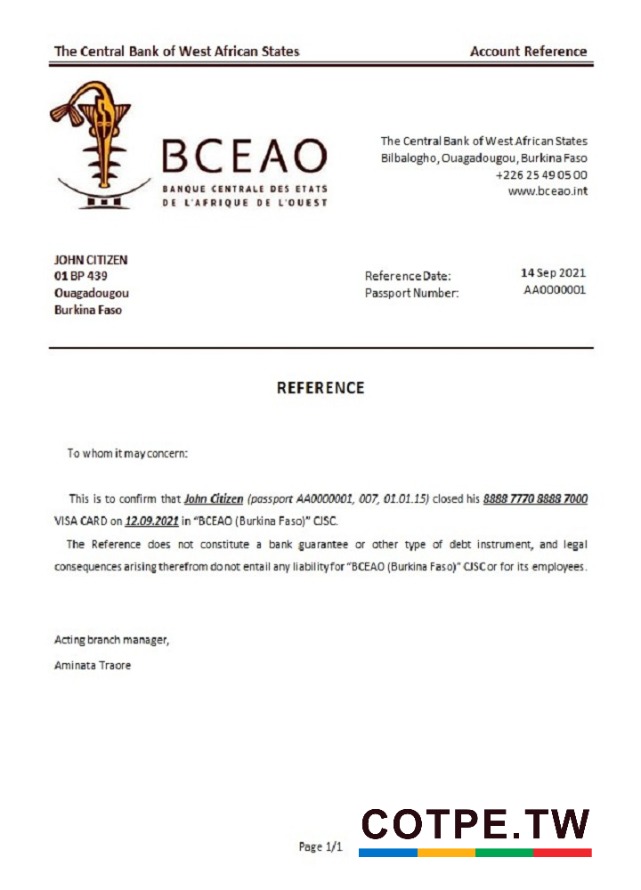 The Central Bank of West African States Account Reference
BCEAO
BANQUE CENTRALE DES ETATS
DE L'AFRIQUE DE L'OUEST
The Central Bank of West African States
Bilbalogho, Ouagadougou, Burkina Faso
+226 25 49 05 00
www.bceao.int
JOHN CITIZEN
01 BP 439
Ouagadougou
Burkina Faso
Reference Date: 14 Sep 2021
Passport Number: AA0000001
REFERENCE
To whom it may concern:
This is to confirm that John Citizen (passport AA0000001, 007, 01.01.15) closed his 8888 7770 8888 7000
VISA CARD on 12.09.2021 in "BCEAO (Burkina Faso)" CJSC.
The Reference does not constitute a bank guarantee or other type of debt instrument, and legal
consequences arising therefrom do not entail any liability for "BCEAO (Burkina Faso)" CJSC or for its employees.
Acting branch manager,
Aminata Traore
Page 1/1
COTPE.TW